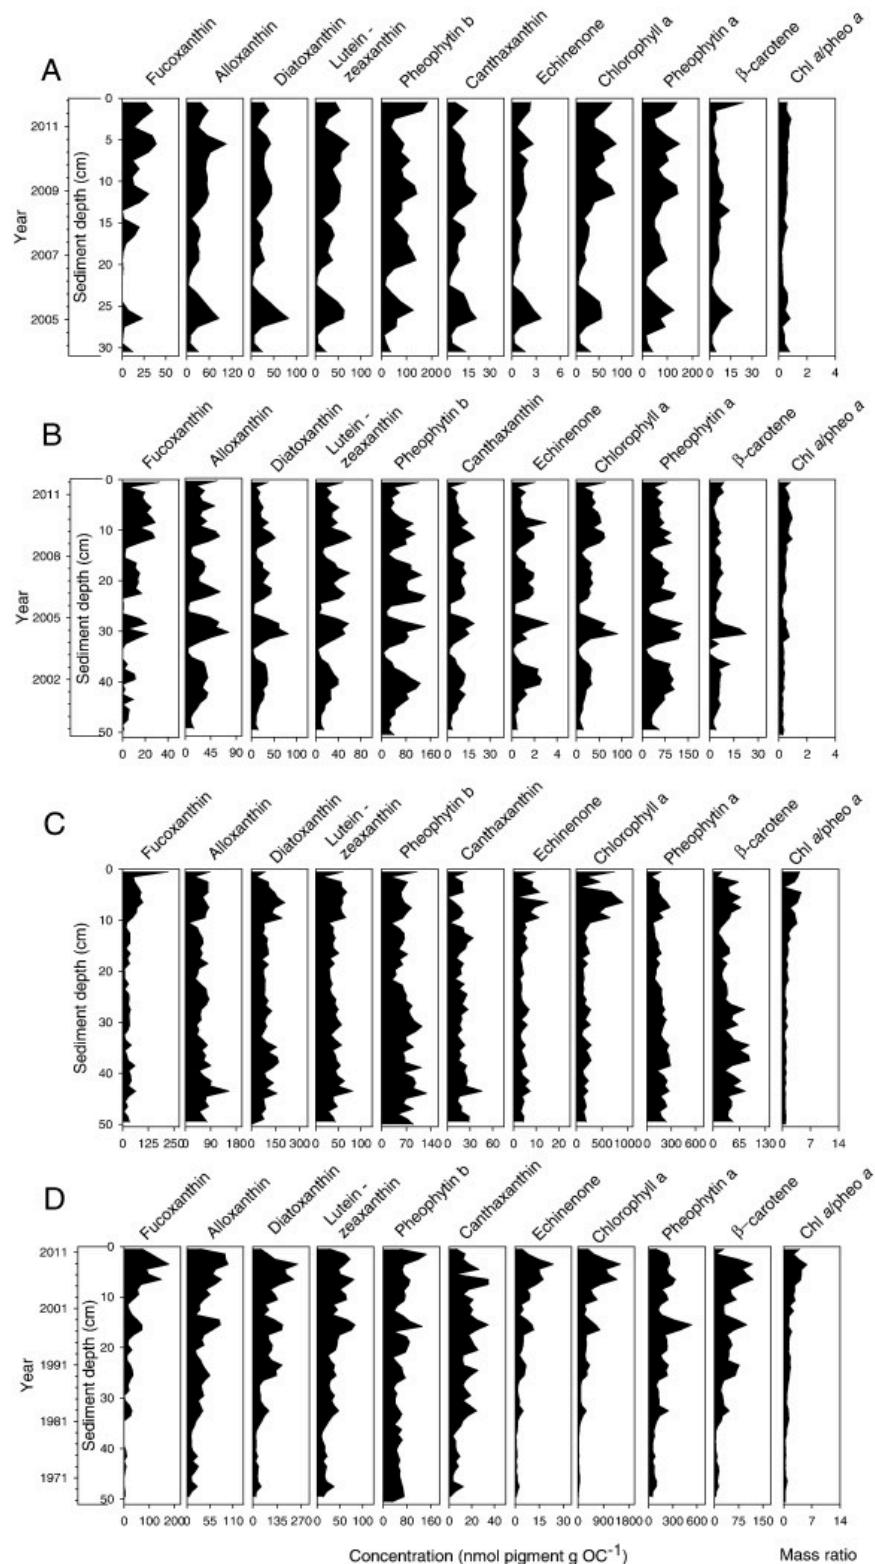 A
Fucoxanthin Alloxanthin Diatoxanthin Lutein - zeaxanthin Pheophytin b Canthaxanthin Echinenone Chlorophyll a Pheophytin a β-carotene Chl a/pheo a
Year
2011 2009 2007 2005
Sediment depth (cm)
0 5 10 15 20 25 30
0 25 50 0 60 120 0 50 100 0 50 100 0 100 200 0 15 30 0 3 6 0 50 100 0 100 200 0 15 30 0 2 4
B
Fucoxanthin Alloxanthin Diatoxanthin Lutein - zeaxanthin Pheophytin b Canthaxanthin Echinenone Chlorophyll a Pheophytin a β-carotene Chl a/pheo a
Year
2011 2008 2005 2002
Sediment depth (cm)
0 10 20 30 40 50
0 20 40 0 45 90 0 50 100 0 40 80 0 80 160 0 15 30 0 2 4 0 50 100 0 75 150 0 15 30 0 2 4
C
Fucoxanthin Alloxanthin Diatoxanthin Lutein - zeaxanthin Pheophytin b Canthaxanthin Echinenone Chlorophyll a Pheophytin a β-carotene Chl a/pheo a
Sediment depth (cm)
0 10 20 30 40 50
0 125 250 0 90 180 0 150 300 0 50 100 0 70 140 0 30 60 0 10 20 0 500 1000 0 300 600 0 65 130 0 7 14
D
Fucoxanthin Alloxanthin Diatoxanthin Lutein - zeaxanthin Pheophytin b Canthaxanthin Echinenone Chlorophyll a Pheophytin a β-carotene Chl a/pheo a
Year
2011 2001 1991 1981 1971
Sediment depth (cm)
0 10 20 30 40 50
0 100 200 0 55 110 0 135 270 0 50 100 0 80 160 0 20 40 0 15 30 0 900 1800 0 300 600 0 75 150 0 7 14
Concentration (nmol pigment g OC⁻¹) Mass ratio